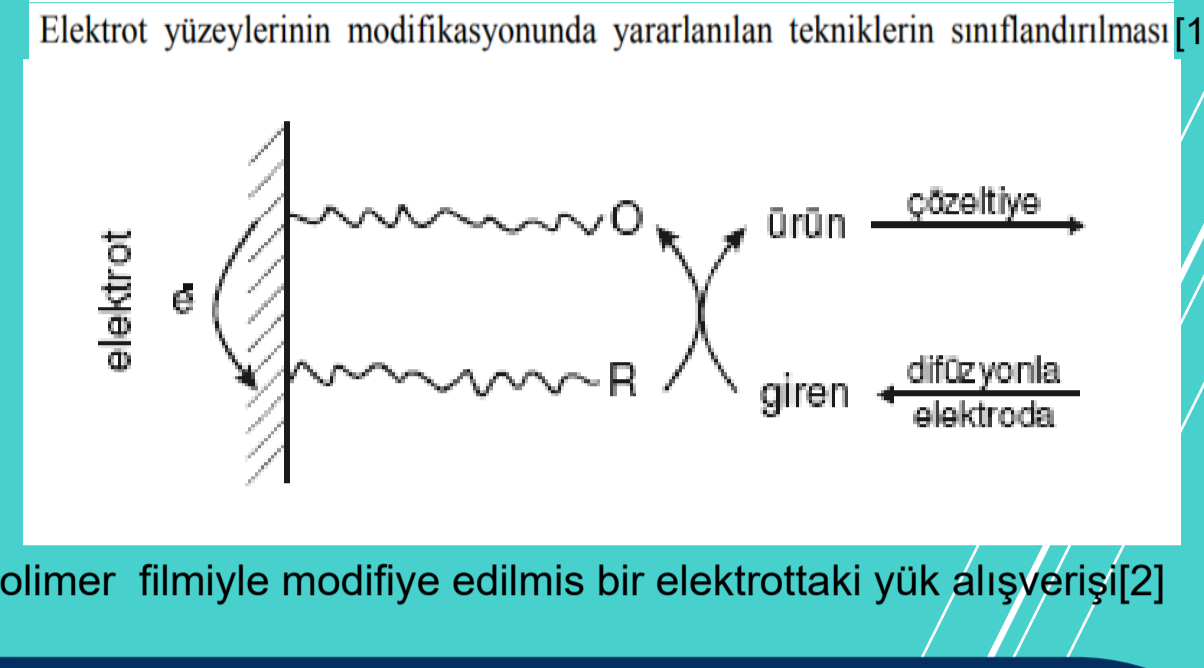 Elektrot yüzeylerinin modifikasyonunda yararlanılan tekniklerin sınıflandırılması [1
elektrot
e
O
ürün
çözeltiye
R
giren
difüzyonla
elektroda
olimer filmiyle modifiye edilmis bir elektrottaki yük alışverişi[2]